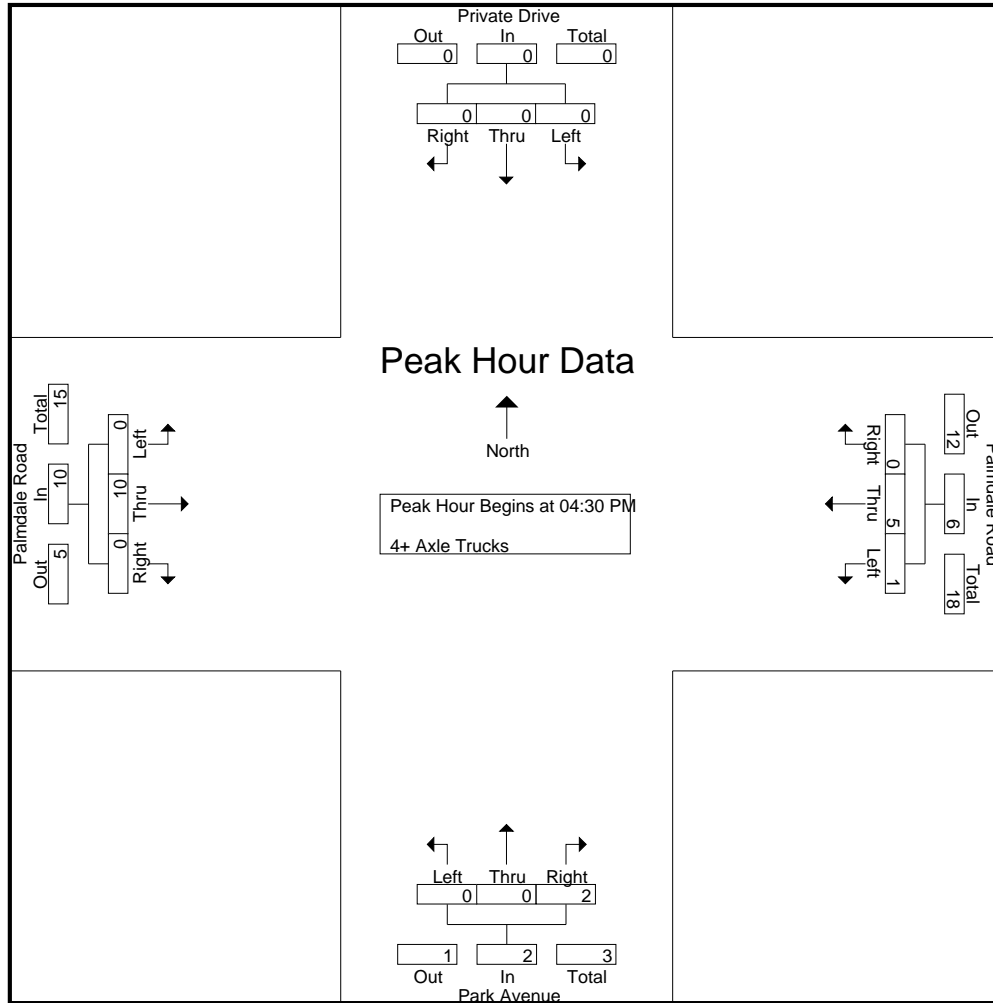 Private Drive
Out In Total
0 0 0
0 0 0
Right Thru Left
Peak Hour Data
North
Peak Hour Begins at 04:30 PM
4+ Axle Trucks
Palmdale Road
Total In Out
15 10 5
0 10 0
Left Thru Right
Palmdale Road
Out In Total
12 6 18
0 5 1
Right Thru Left
Left Thru Right
0 0 2
1 2 3
Out In Total
Park Avenue